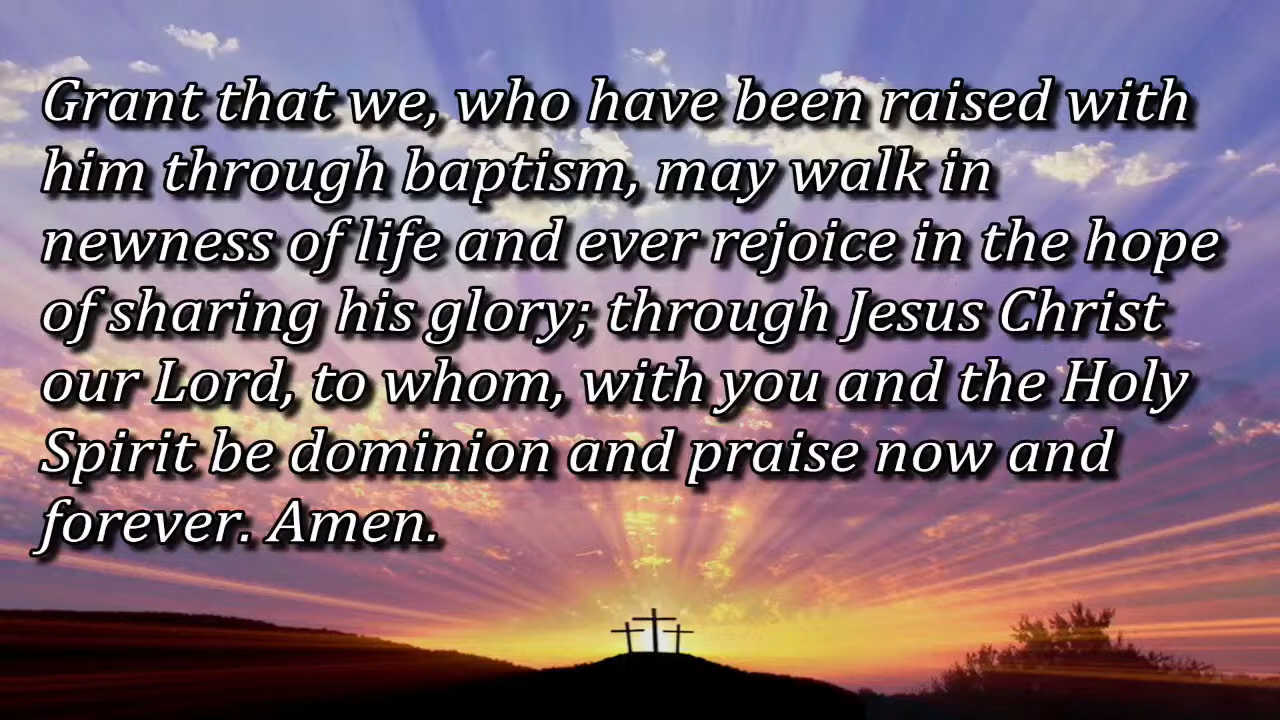 Grant that we, who have been raised with
him through baptism, may walk in
newness of life and ever rejoice in the hope
of sharing his glory; through Jesus Christ
our Lord, to whom, with you and the Holy
Spirit be dominion and praise now and
forever. Amen.